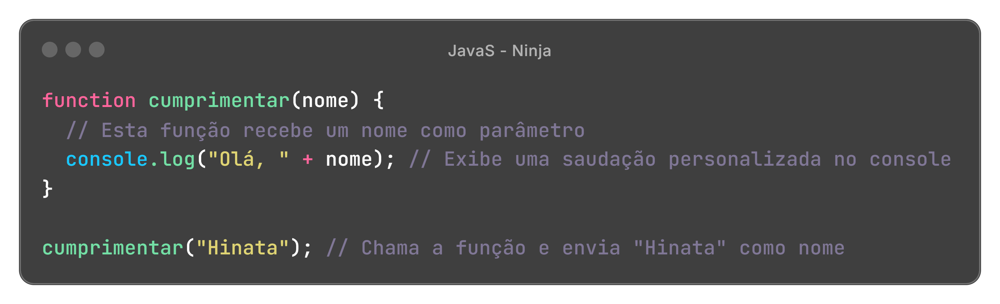 JavaS - Ninja
function cumprimentar(nome) {
  // Esta função recebe um nome como parâmetro
  console.log("Olá, " + nome); // Exibe uma saudação personalizada no console
}
cumprimentar("Hinata"); // Chama a função e envia "Hinata" como nome